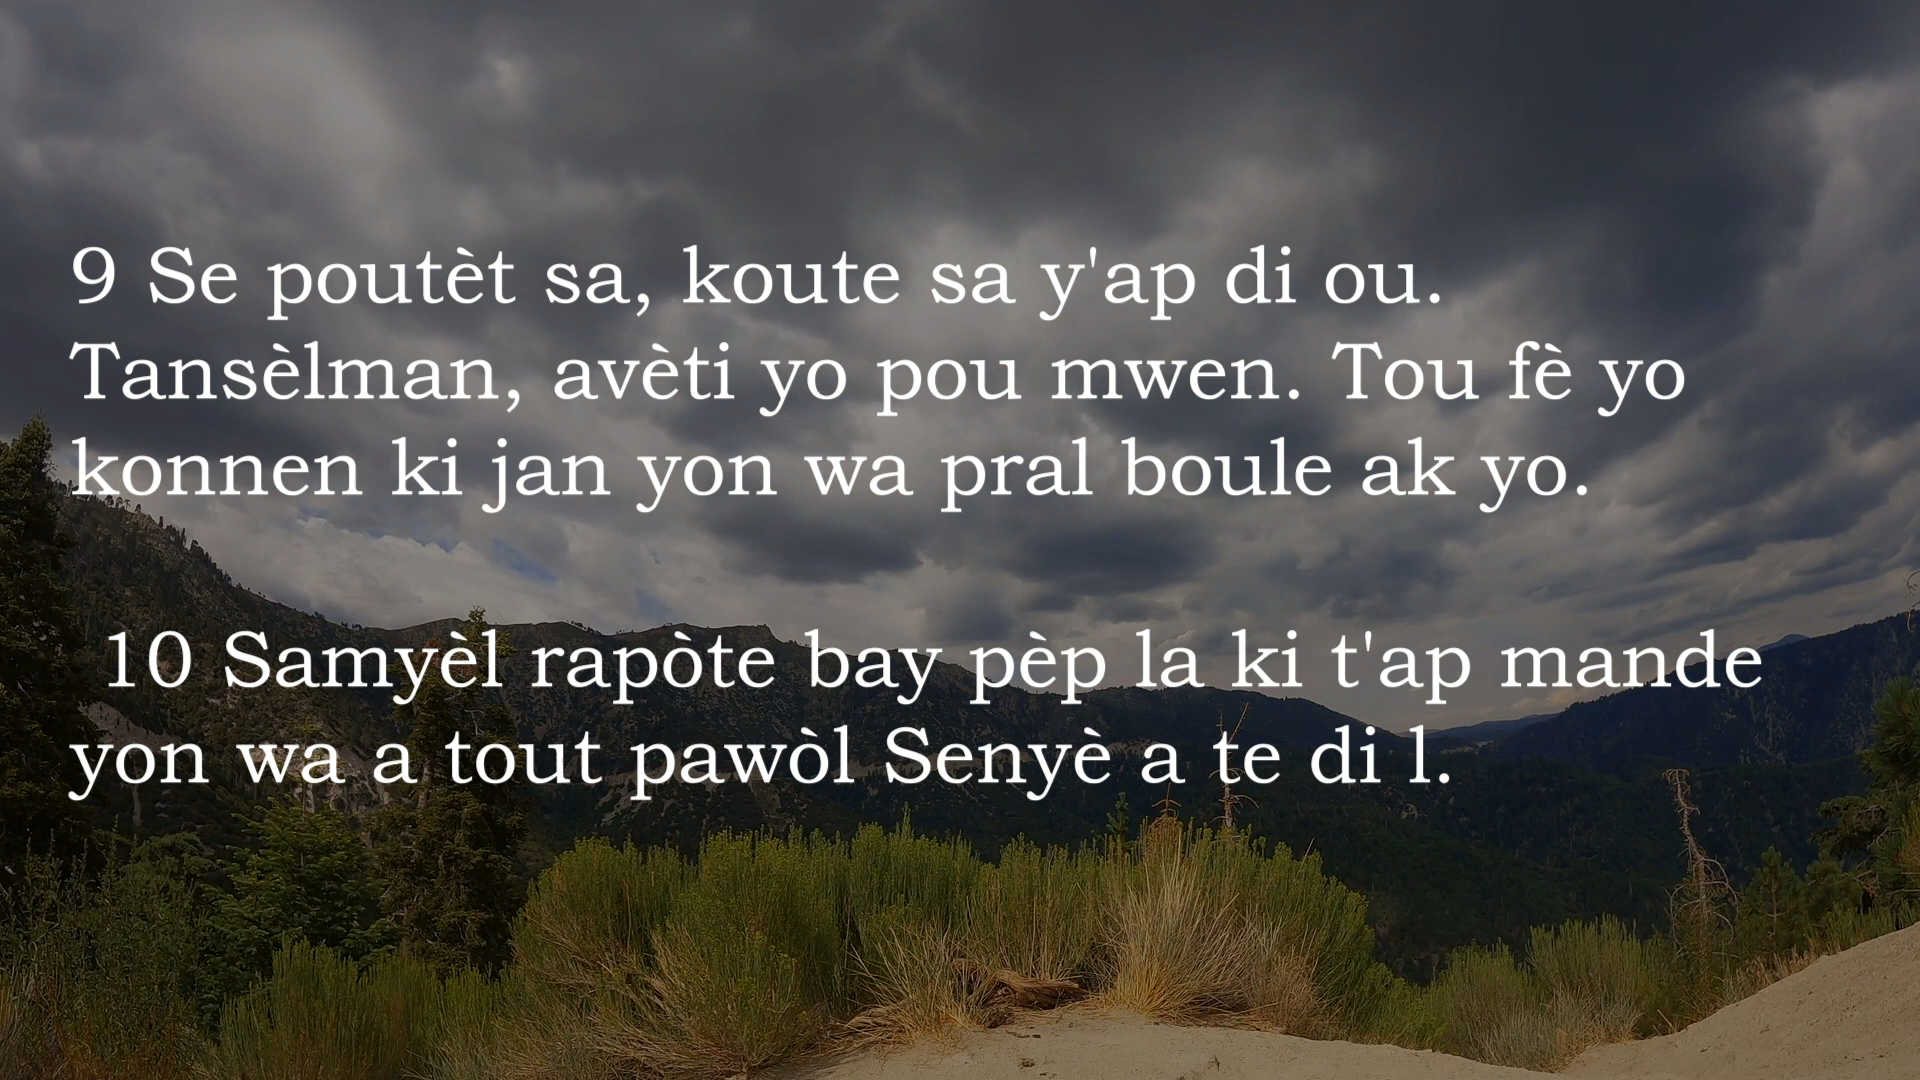 9 Se poutèt sa, koute sa y'ap di ou.
Tansèlman, avèti yo pou mwen. Tou fè yo
konnen ki jan yon wa pral boule ak yo.
10 Samyèl rapòte bay pèp la ki t'ap mande
yon wa a tout pawòl Senyè a te di l.